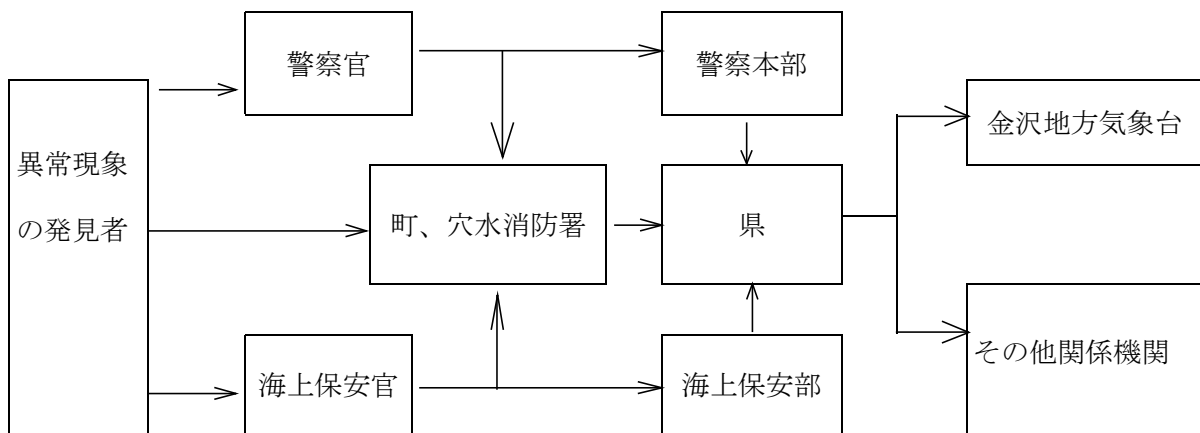 警察官
警察本部
金沢地方気象台
異常現象
の発見者
町、穴水消防署
県
その他関係機関
海上保安官
海上保安部